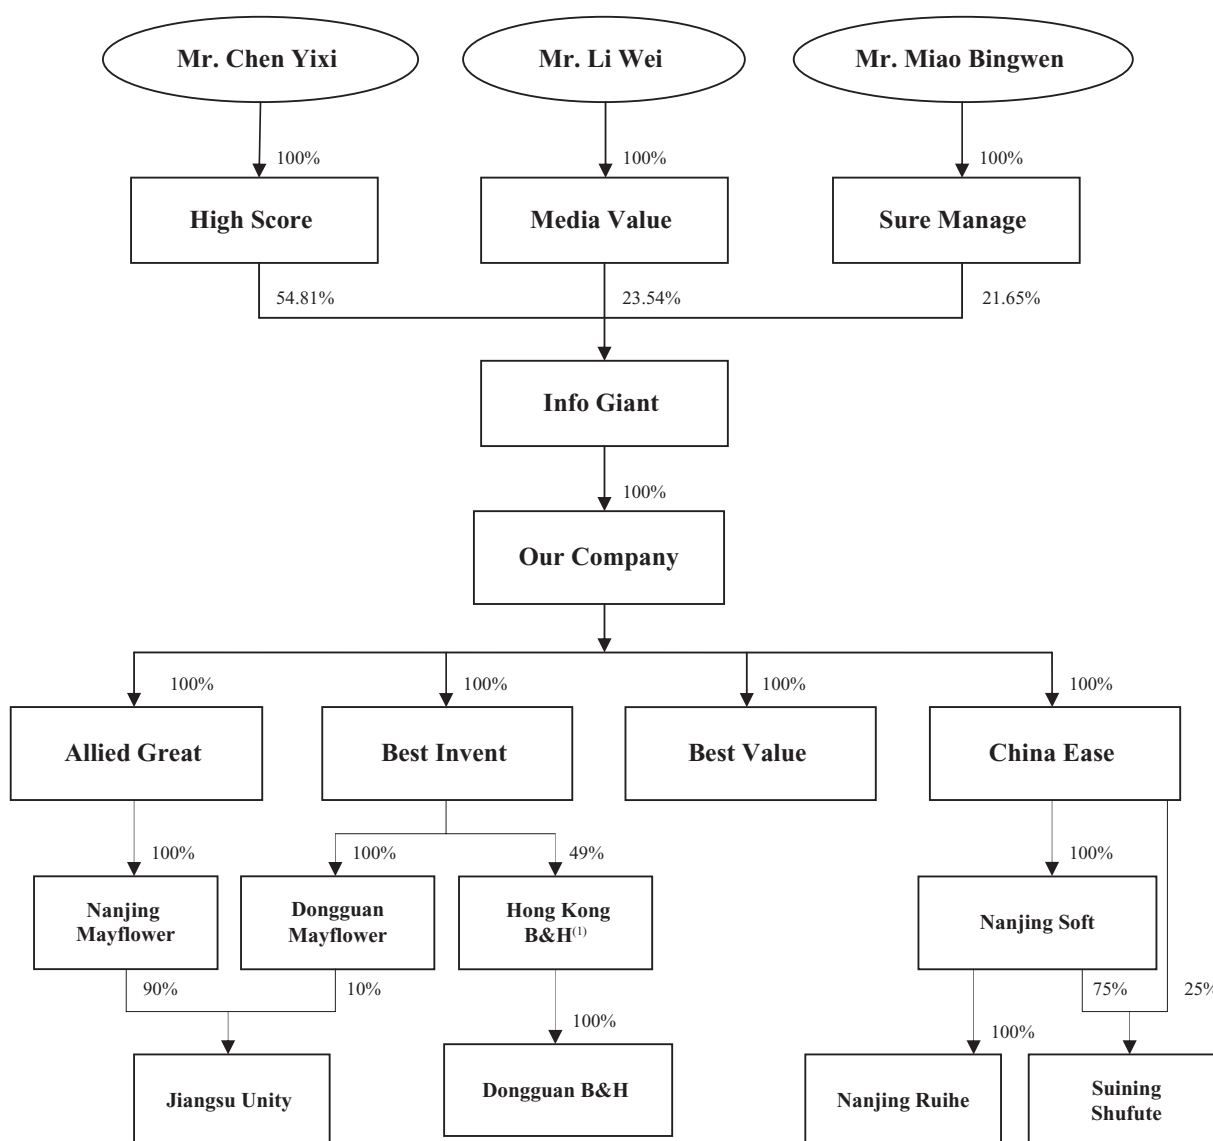 Mr. Chen Yixi
Mr. Li Wei
Mr. Miao Bingwen
100%
100%
100%
High Score
Media Value
Sure Manage
54.81%
23.54%
21.65%
Info Giant
100%
Our Company
100%
100%
100%
100%
Allied Great
Best Invent
Best Value
China Ease
100%
100%
49%
100%
Nanjing
Mayflower
Dongguan
Mayflower
Hong Kong
B&H(1)
Nanjing Soft
90%
10%
75%
25%
100%
100%
Jiangsu Unity
Dongguan B&H
Nanjing Ruihe
Suining
Shufute